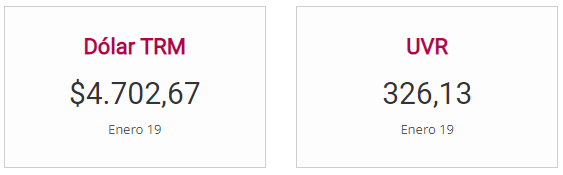 Dólar TRM
$4.702,67
Enero 19
UVR
326,13
Enero 19